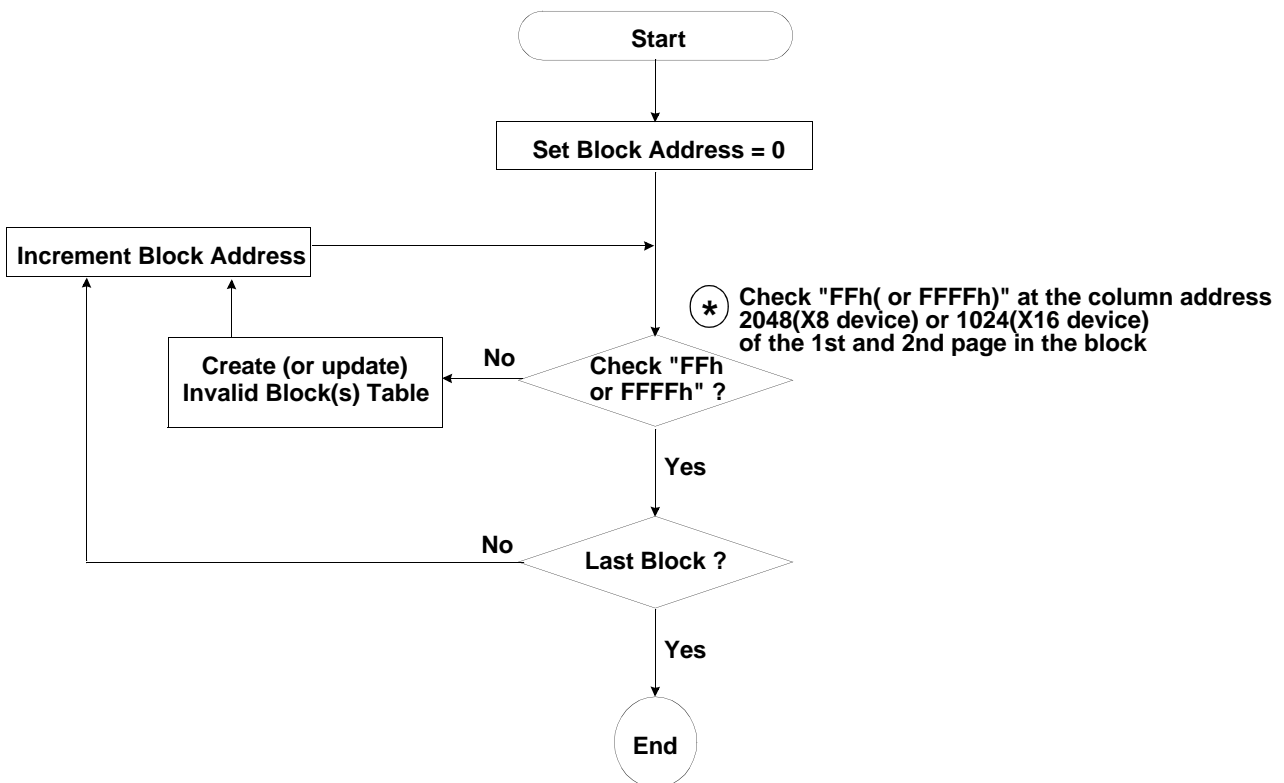 Start
Set Block Address = 0
Increment Block Address
* Check "FFh( or FFFFh)" at the column address
2048(X8 device) or 1024(X16 device)
of the 1st and 2nd page in the block
Create (or update)
Invalid Block(s) Table
No
Check "FFh
or FFFFh" ?
Yes
No
Last Block ?
Yes
End